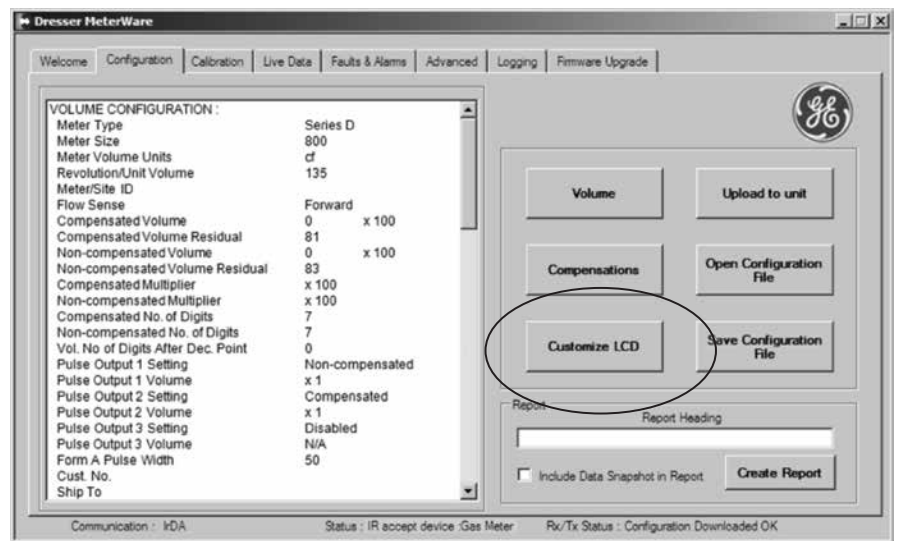 Dresser MeterWare
Welcome Configuration Calibration Live Data Faults & Alarms Advanced Logging Firmware Upgrade
VOLUME CONFIGURATION :
Meter Type Series D
Meter Size 800
Meter Volume Units cf
Revolution/Unit Volume 135
Meter/Site ID
Flow Sense Forward
Compensated Volume 0 x 100
Compensated Volume Residual 81
Non-compensated Volume 0 x 100
Non-compensated Volume Residual 83
Compensated Multiplier x 100
Non-compensated Multiplier x 100
Compensated No. of Digits 7
Non-compensated No. of Digits 7
Vol. No of Digits After Dec. Point 0
Pulse Output 1 Setting Non-compensated
Pulse Output 1 Volume x 1
Pulse Output 2 Setting Compensated
Pulse Output 2 Volume x 1
Pulse Output 3 Setting Disabled
Pulse Output 3 Volume N/A
Form A Pulse Width 50
Cust. No.
Ship To
GE
Volume
Upload to unit
Compensations
Open Configuration
File
Customize LCD
Save Configuration
File
Report
Report Heading
Include Data Snapshot in Report
Create Report
Communication : IrDA Status : IR accept device :Gas Meter Rx/Tx Status : Configuration Downloaded OK